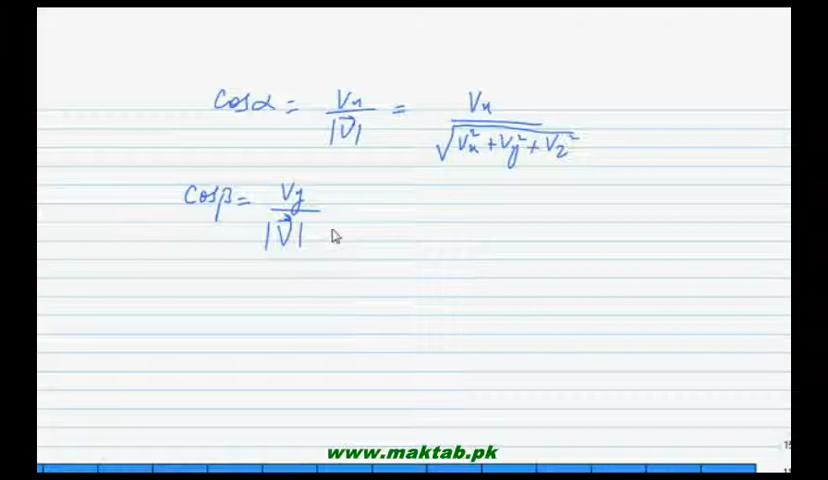 Cosα = Vx / |V⃗| = Vx / √(Vx² + Vy² + Vz²)
Cosβ = Vy / |V⃗|
www.maktab.pk